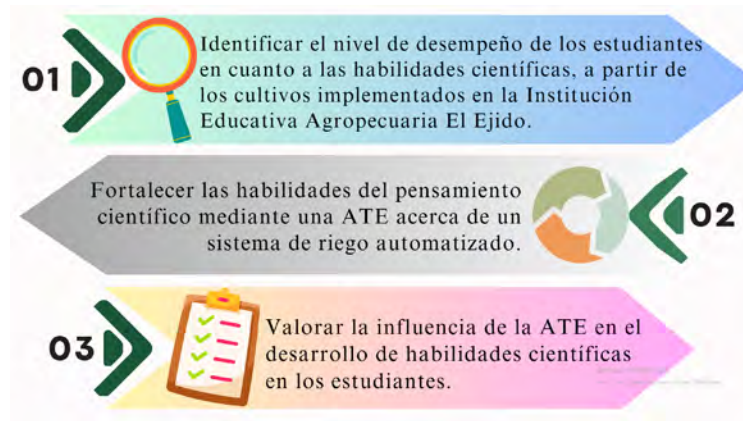 01
Identificar el nivel de desempeño de los estudiantes
en cuanto a las habilidades científicas, a partir de
los cultivos implementados en la Institución
Educativa Agropecuaria El Ejido.
Fortalecer las habilidades del pensamiento
científico mediante una ATE acerca de un
sistema de riego automatizado.
02
03
Valorar la influencia de la ATE en el
desarrollo de habilidades científicas
en los estudiantes.